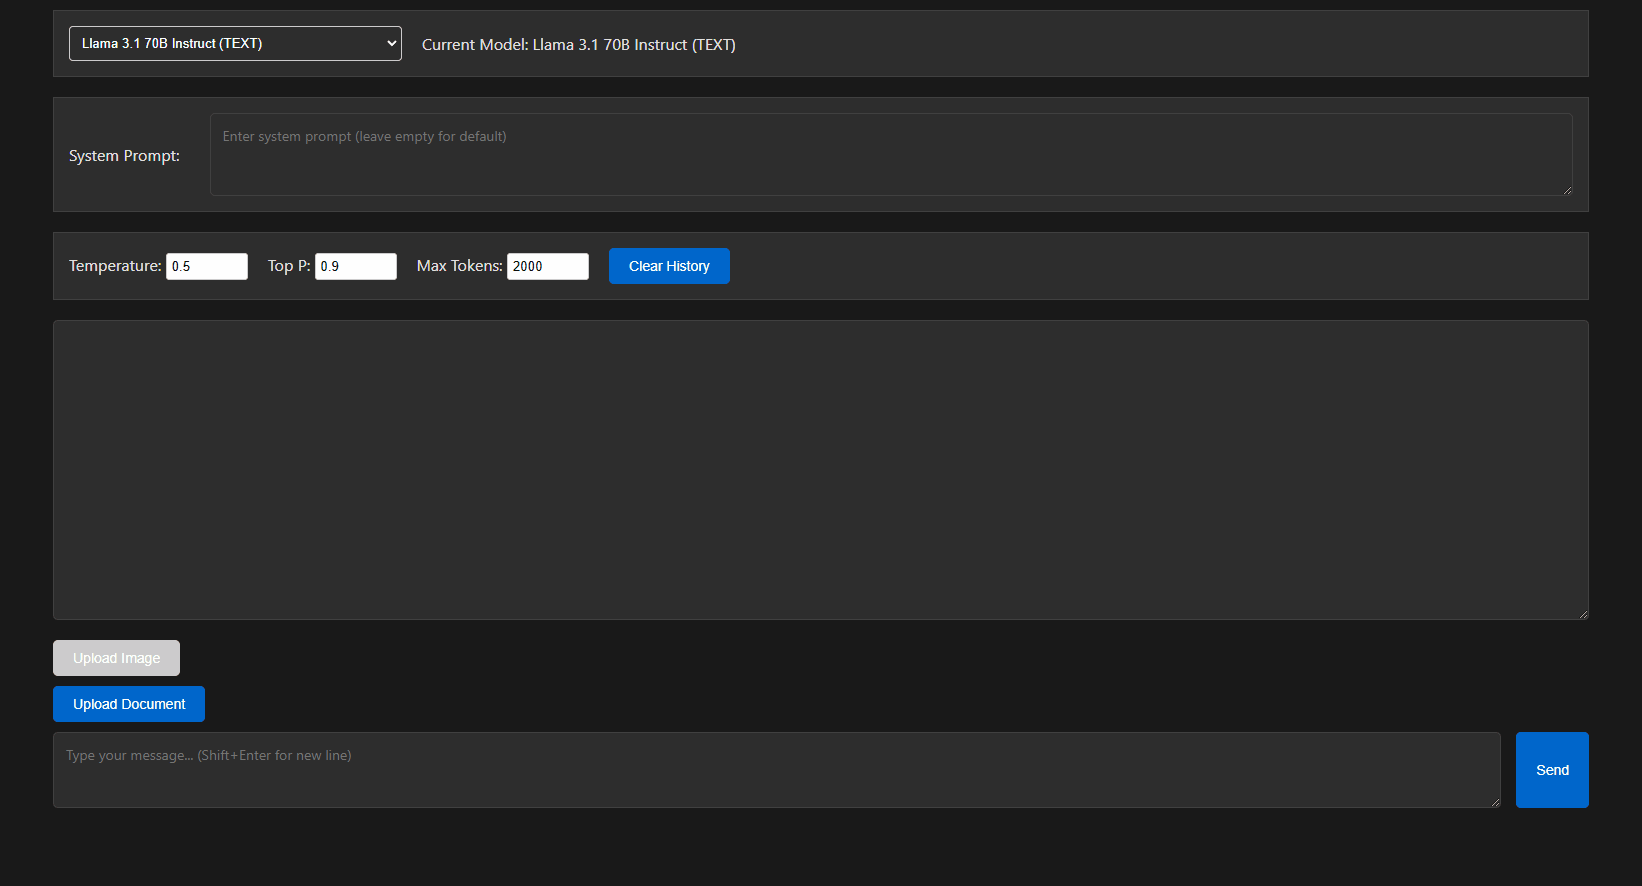 Llama 3.1 70B Instruct (TEXT) Current Model: Llama 3.1 70B Instruct (TEXT)
System Prompt: Enter system prompt (leave empty for default)
Temperature: 0.5 Top P: 0.9 Max Tokens: 2000 Clear History
Upload Image
Upload Document
Type your message... (Shift+Enter for new line) Send